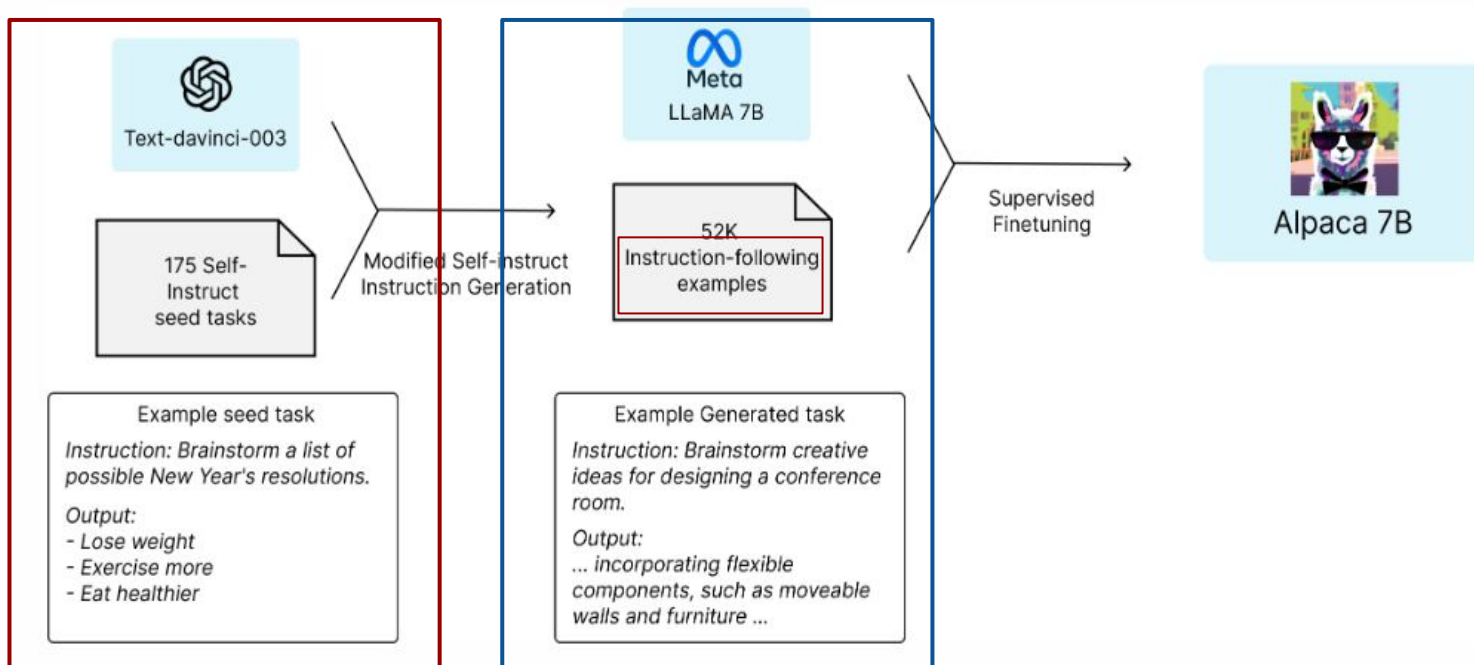 Text-davinci-003
175 Self-
Instruct
seed tasks
Modified Self-instruct
Instruction Generation
Meta
LLaMA 7B
52K
Instruction-following
examples
Supervised
Finetuning
Alpaca 7B
Example seed task
Instruction: Brainstorm a list of
possible New Year's resolutions.
Output:
- Lose weight
- Exercise more
- Eat healthier
Example Generated task
Instruction: Brainstorm creative
ideas for designing a conference
room.
Output:
... incorporating flexible
components, such as moveable
walls and furniture ...